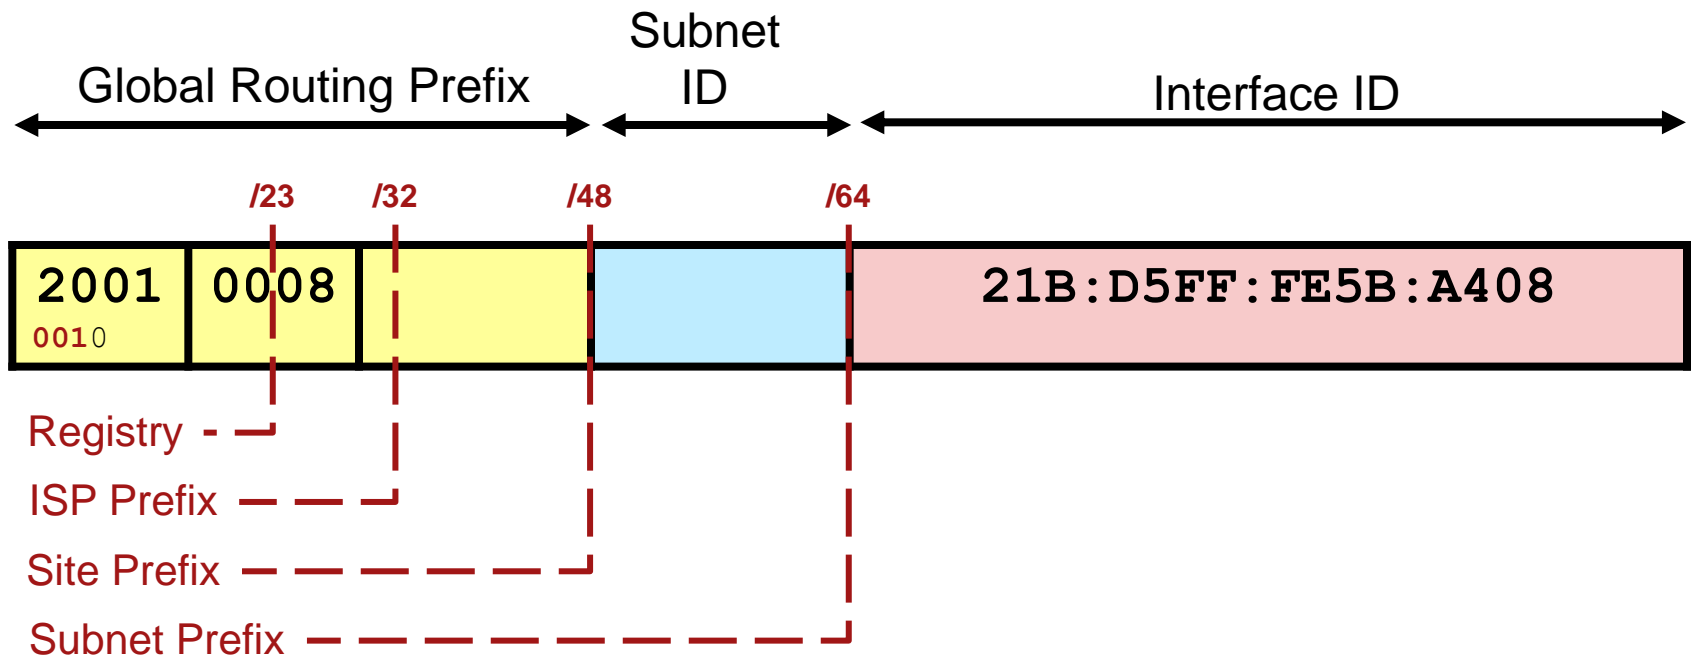 Subnet
ID
Global Routing Prefix
Interface ID
/23 /32 /48 /64
2001 0008 21B:D5FF:FE5B:A408
0010
Registry
ISP Prefix
Site Prefix
Subnet Prefix